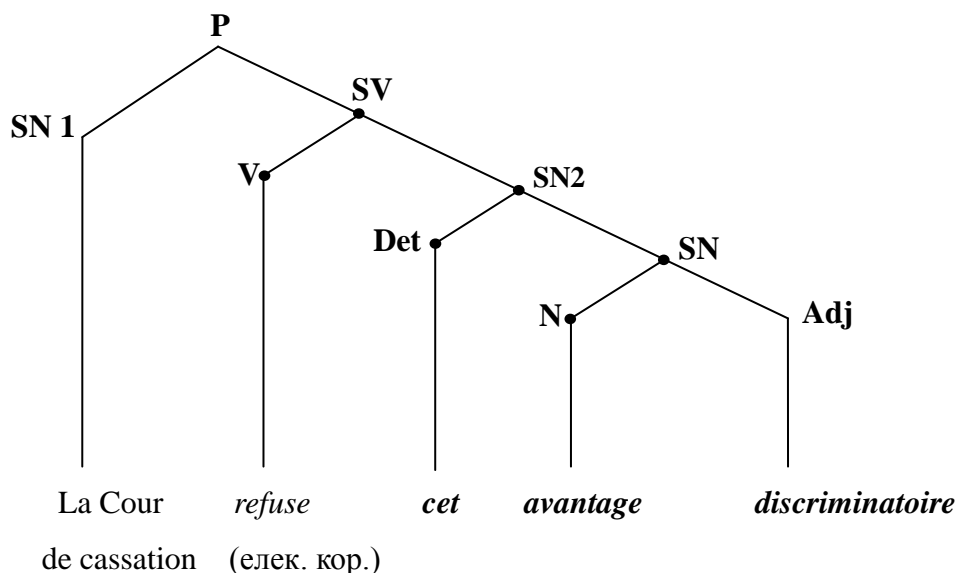 P
SV
SN 1
V
SN2
Det
SN
N
Adj
La Cour refuse cet avantage discriminatoire
de cassation (елек. кор.)